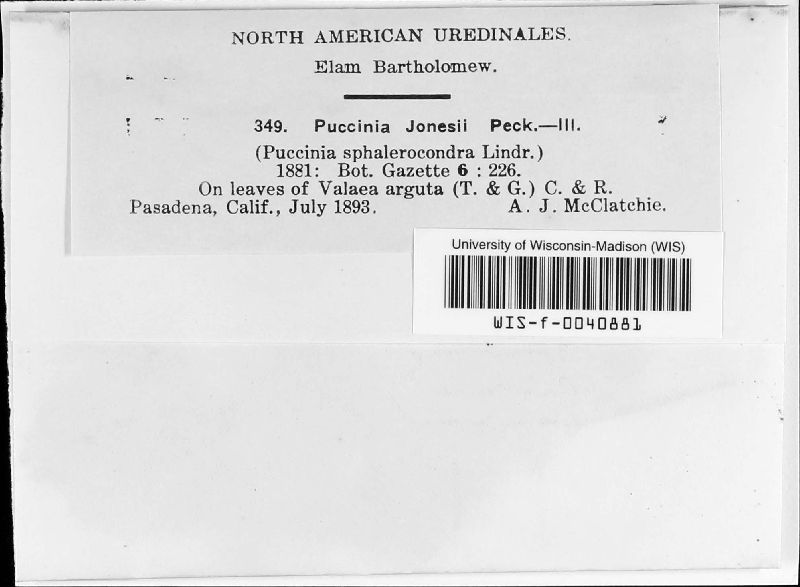 NORTH AMERICAN UREDINALES.
Elam Bartholomew.
349. Puccinia Jonesii Peck.—III.
(Puccinia sphalerocondra Lindr.)
1881: Bot. Gazette 6 : 226.
On leaves of Valaea arguta (T. & G.) C. & R.
Pasadena, Calif., July 1893. A. J. McClatchie.
University of Wisconsin-Madison (WIS)
WIS-f-0040881